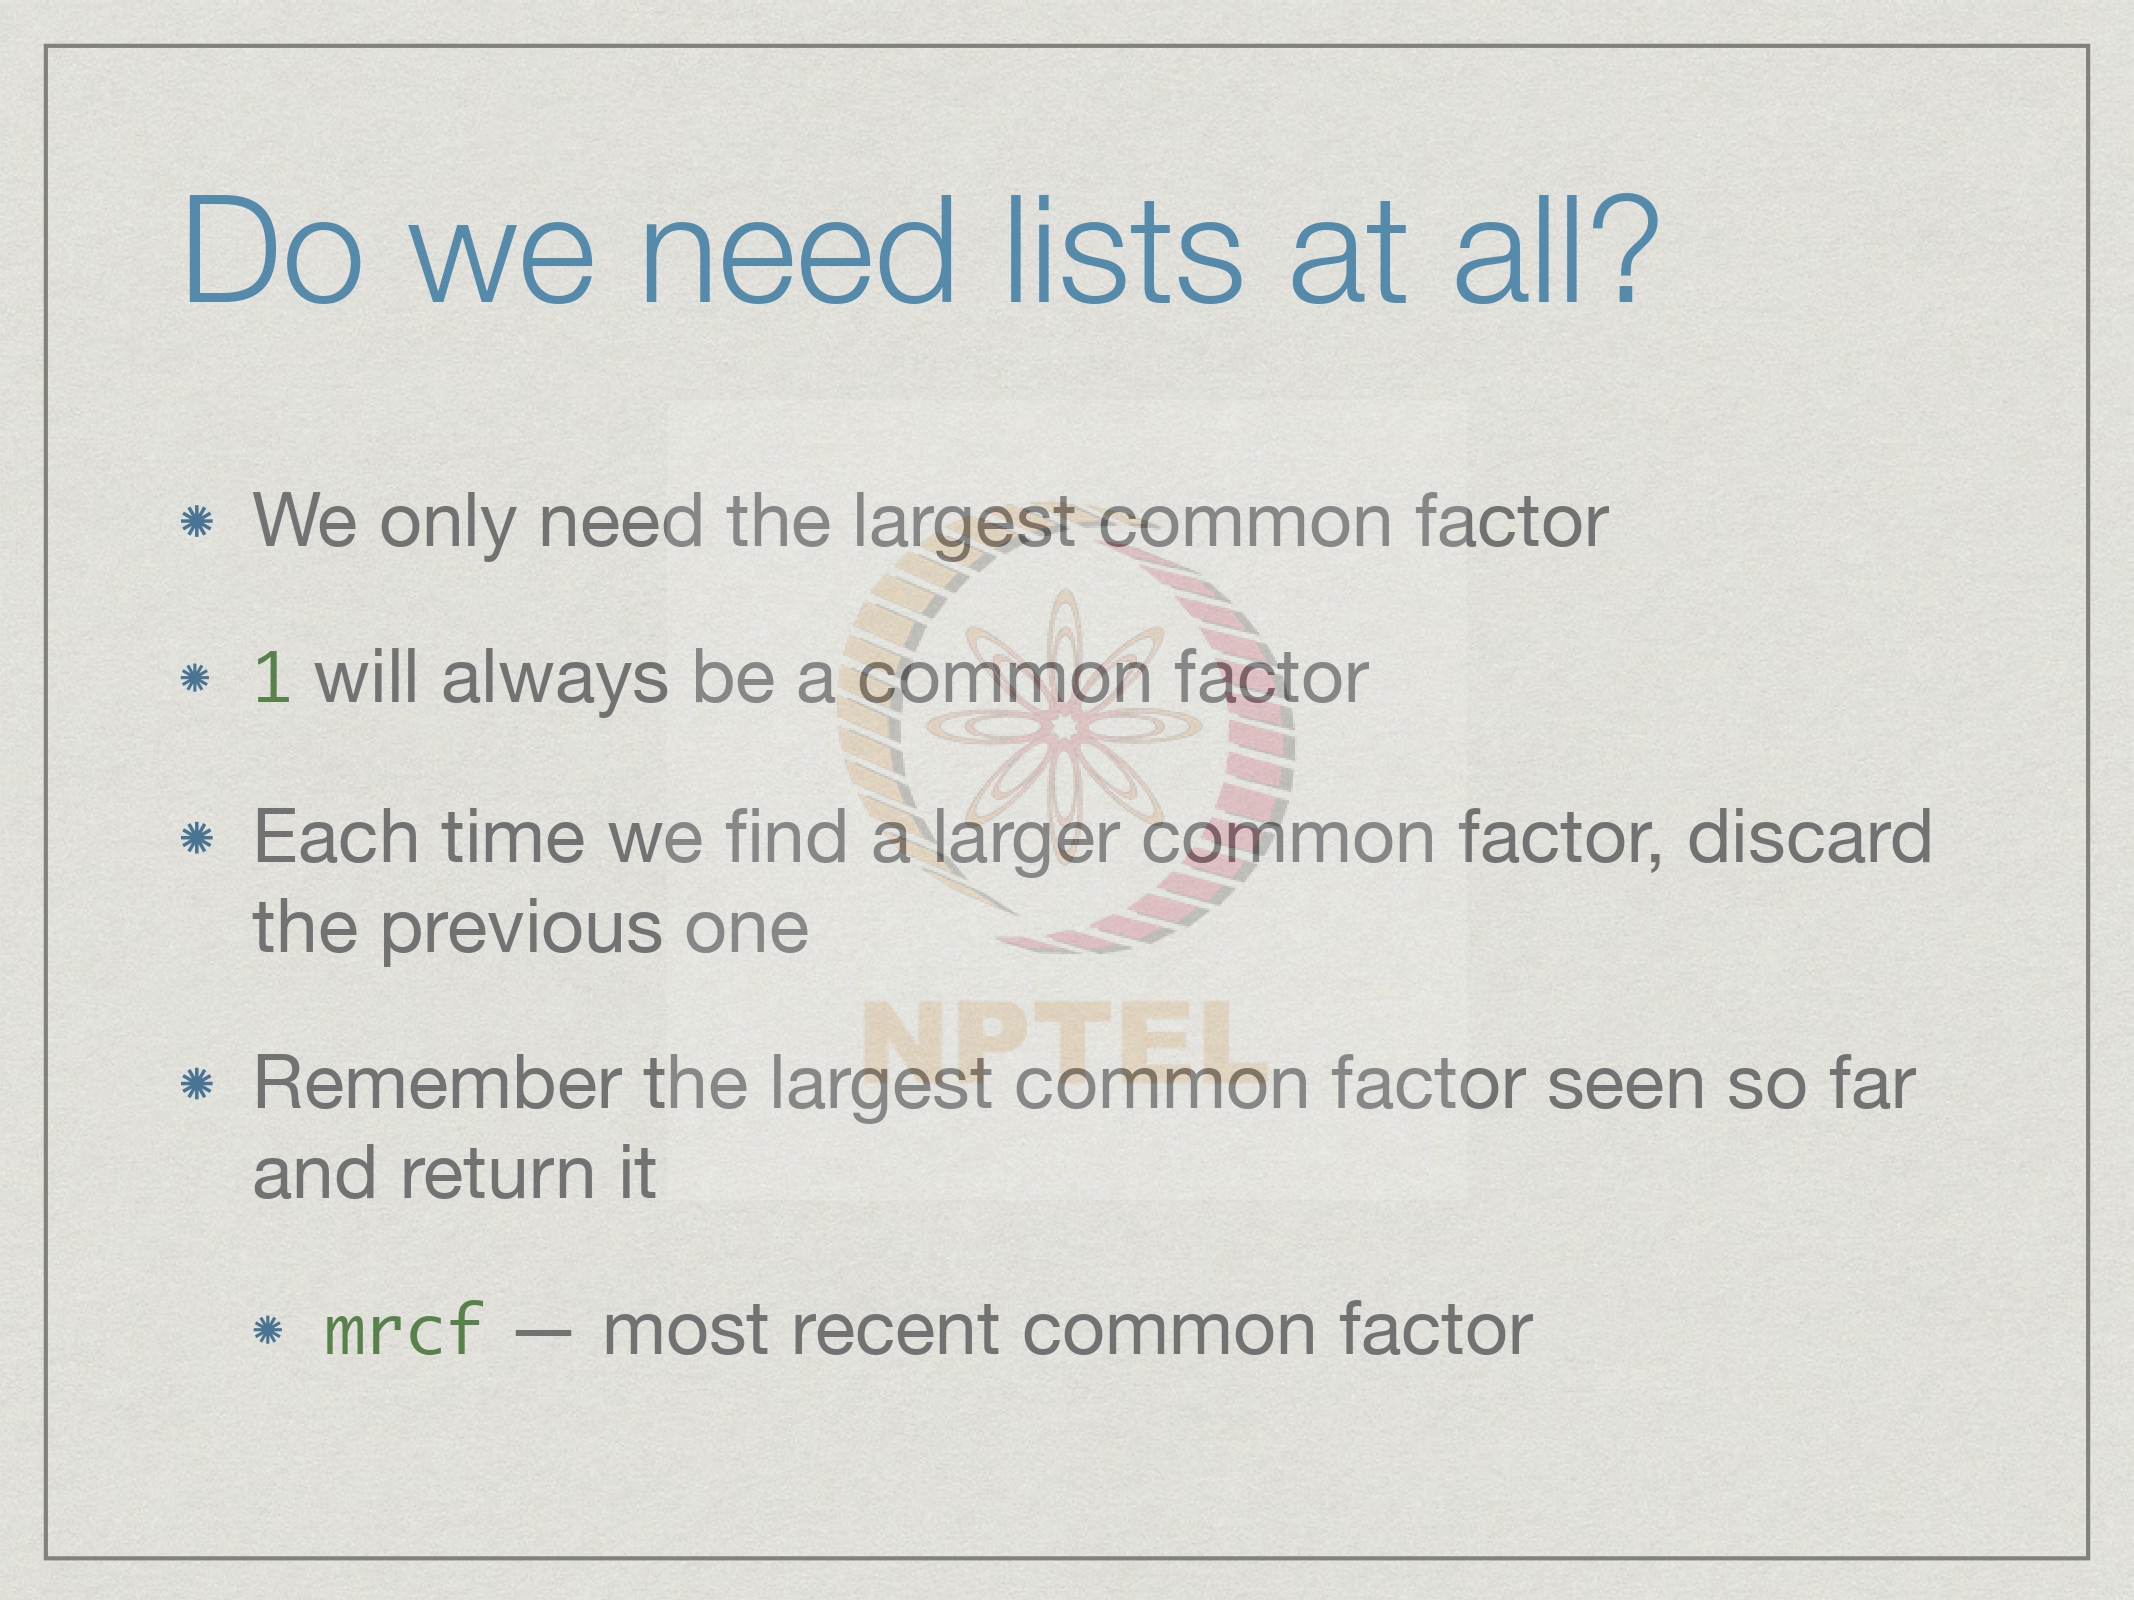 Do we need lists at all?
We only need the largest common factor
1 will always be a common factor
Each time we find a larger common factor, discard
the previous one
NPTEL
Remember the largest common factor seen so far
and return it
mrcf — most recent common factor